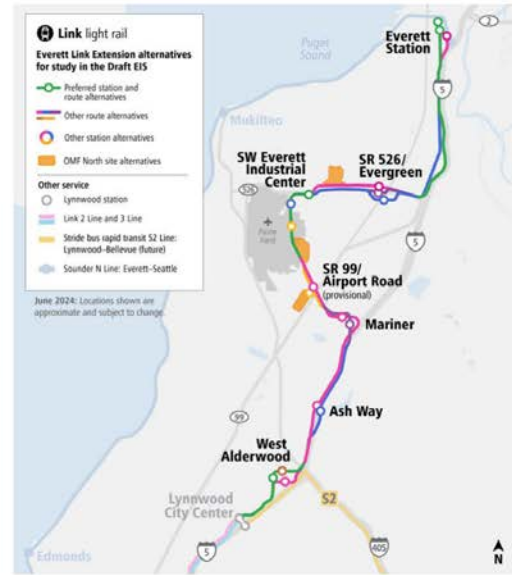 Link light rail
Everett Link Extension alternatives
for study in the Draft EIS
Preferred station and
route alternatives
Other route alternatives
Other station alternatives
OMF North site alternatives
Other service
Lynnwood station
Link 2 Line and 3 Line
Stride bus rapid transit S2 Line:
Lynnwood–Bellevue (future)
Sounder N Line: Everett–Seattle
June 2024: Locations shown are
approximate and subject to change.
Puget
Sound
Everett
Station
2
5
Mukilteo
SW Everett
Industrial
Center
SR 526/
Evergreen
526
Paine
Field
5
SR 99/
Airport Road
(provisional)
Mariner
99
Ash Way
West
Alderwood
Lynnwood
City Center
S2
5
405
Edmonds
N